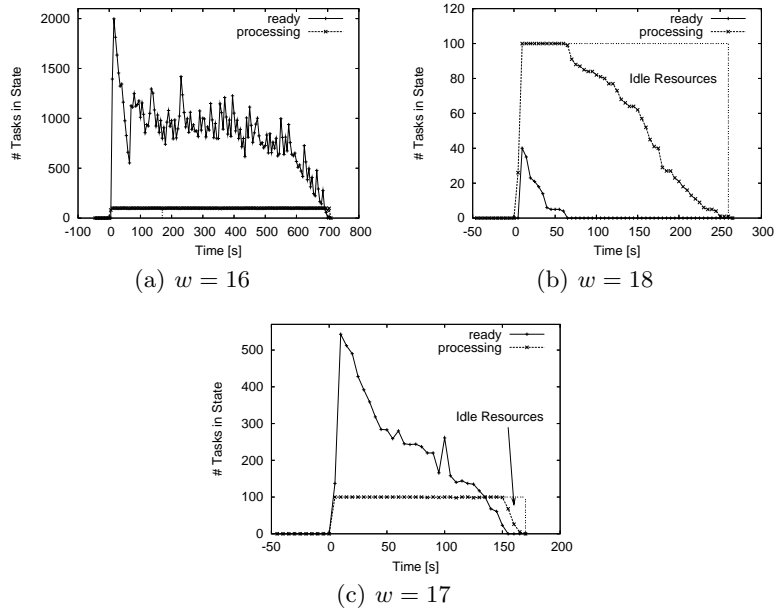 ready
processing
2000
1500
1000
500
0
# Tasks in State
-100 0 100 200 300 400 500 600 700 800
Time [s]
(a) w = 16
ready
processing
Idle Resources
120
100
80
60
40
20
0
# Tasks in State
-50 0 50 100 150 200 250 300
Time [s]
(b) w = 18
ready
processing
Idle Resources
500
400
300
200
100
0
# Tasks in State
-50 0 50 100 150 200
Time [s]
(c) w = 17